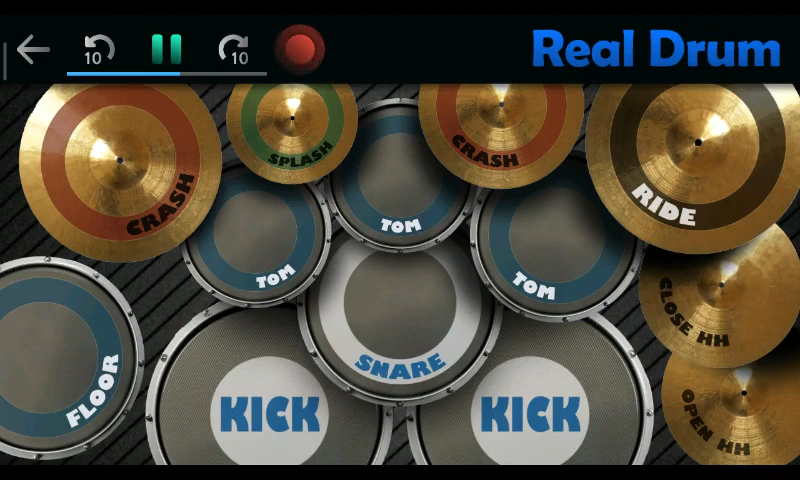 10
10
Real Drum
CRASH
SPLASH
CRASH
RIDE
TOM
TOM
TOM
CLOSE HH
FLOOR
SNARE
KICK
KICK
OPEN HH